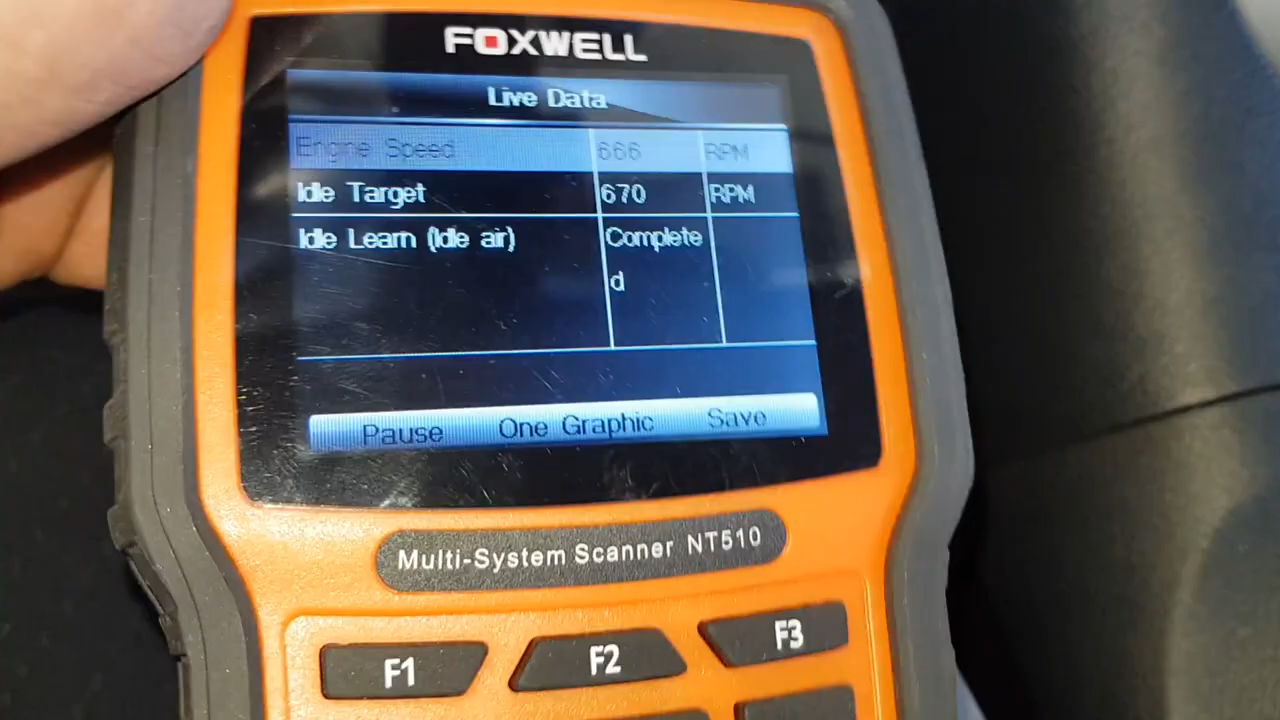 FOXWELL
Live Data
Engine Speed 666 RPM
Idle Target 670 RPM
Idle Learn (Idle air) Complete
d
Pause One Graphic Save
Multi-System Scanner NT510
F1 F2 F3